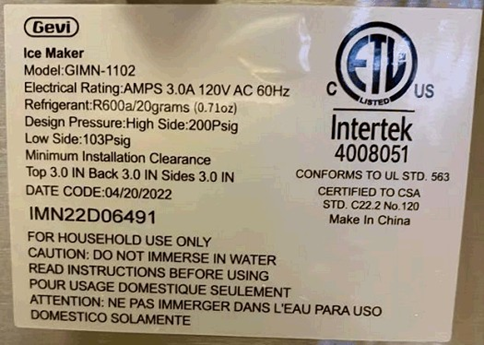 Gevi
Ice Maker
Model:GIMN-1102
Electrical Rating:AMPS 3.0A 120V AC 60Hz
Refrigerant:R600a/20grams (0.71oz)
Design Pressure:High Side:200Psig
Low Side:103Psig
Minimum Installation Clearance
Top 3.0 IN Back 3.0 IN Sides 3.0 IN
DATE CODE:04/20/2022
IMN22D06491
FOR HOUSEHOLD USE ONLY
CAUTION: DO NOT IMMERSE IN WATER
READ INSTRUCTIONS BEFORE USING
POUR USAGE DOMESTIQUE SEULEMENT
ATTENTION: NE PAS IMMERGER DANS L'EAU PARA USO
DOMESTICO SOLAMENTE
ETL
C US
LISTED
Intertek
4008051
CONFORMS TO UL STD. 563
CERTIFIED TO CSA
STD. C22.2 No.120
Make In China